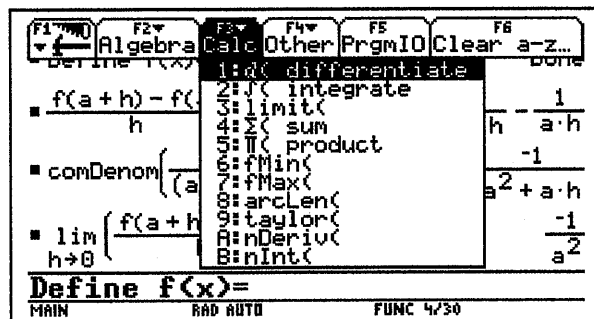 F1 F2 F3 F4 F5 F6
Algebra Calc Other PrgmIO Clear a-z…
Define f(x) Done
1:d( differentiate
2:∫( integrate
3:limit(
4:Σ( sum
5:Π( product
6:fMin(
7:fMax(
8:arcLen(
9:taylor(
A:nDeriv(
B:nInt(
f(a + h) − f(
h
h − 1
a·h
comDenom(
(a
-1
a² + a·h
lim
h→0
( f(a + h
-1
a²
Define f(x)=
MAIN RAD AUTO FUNC 4/30